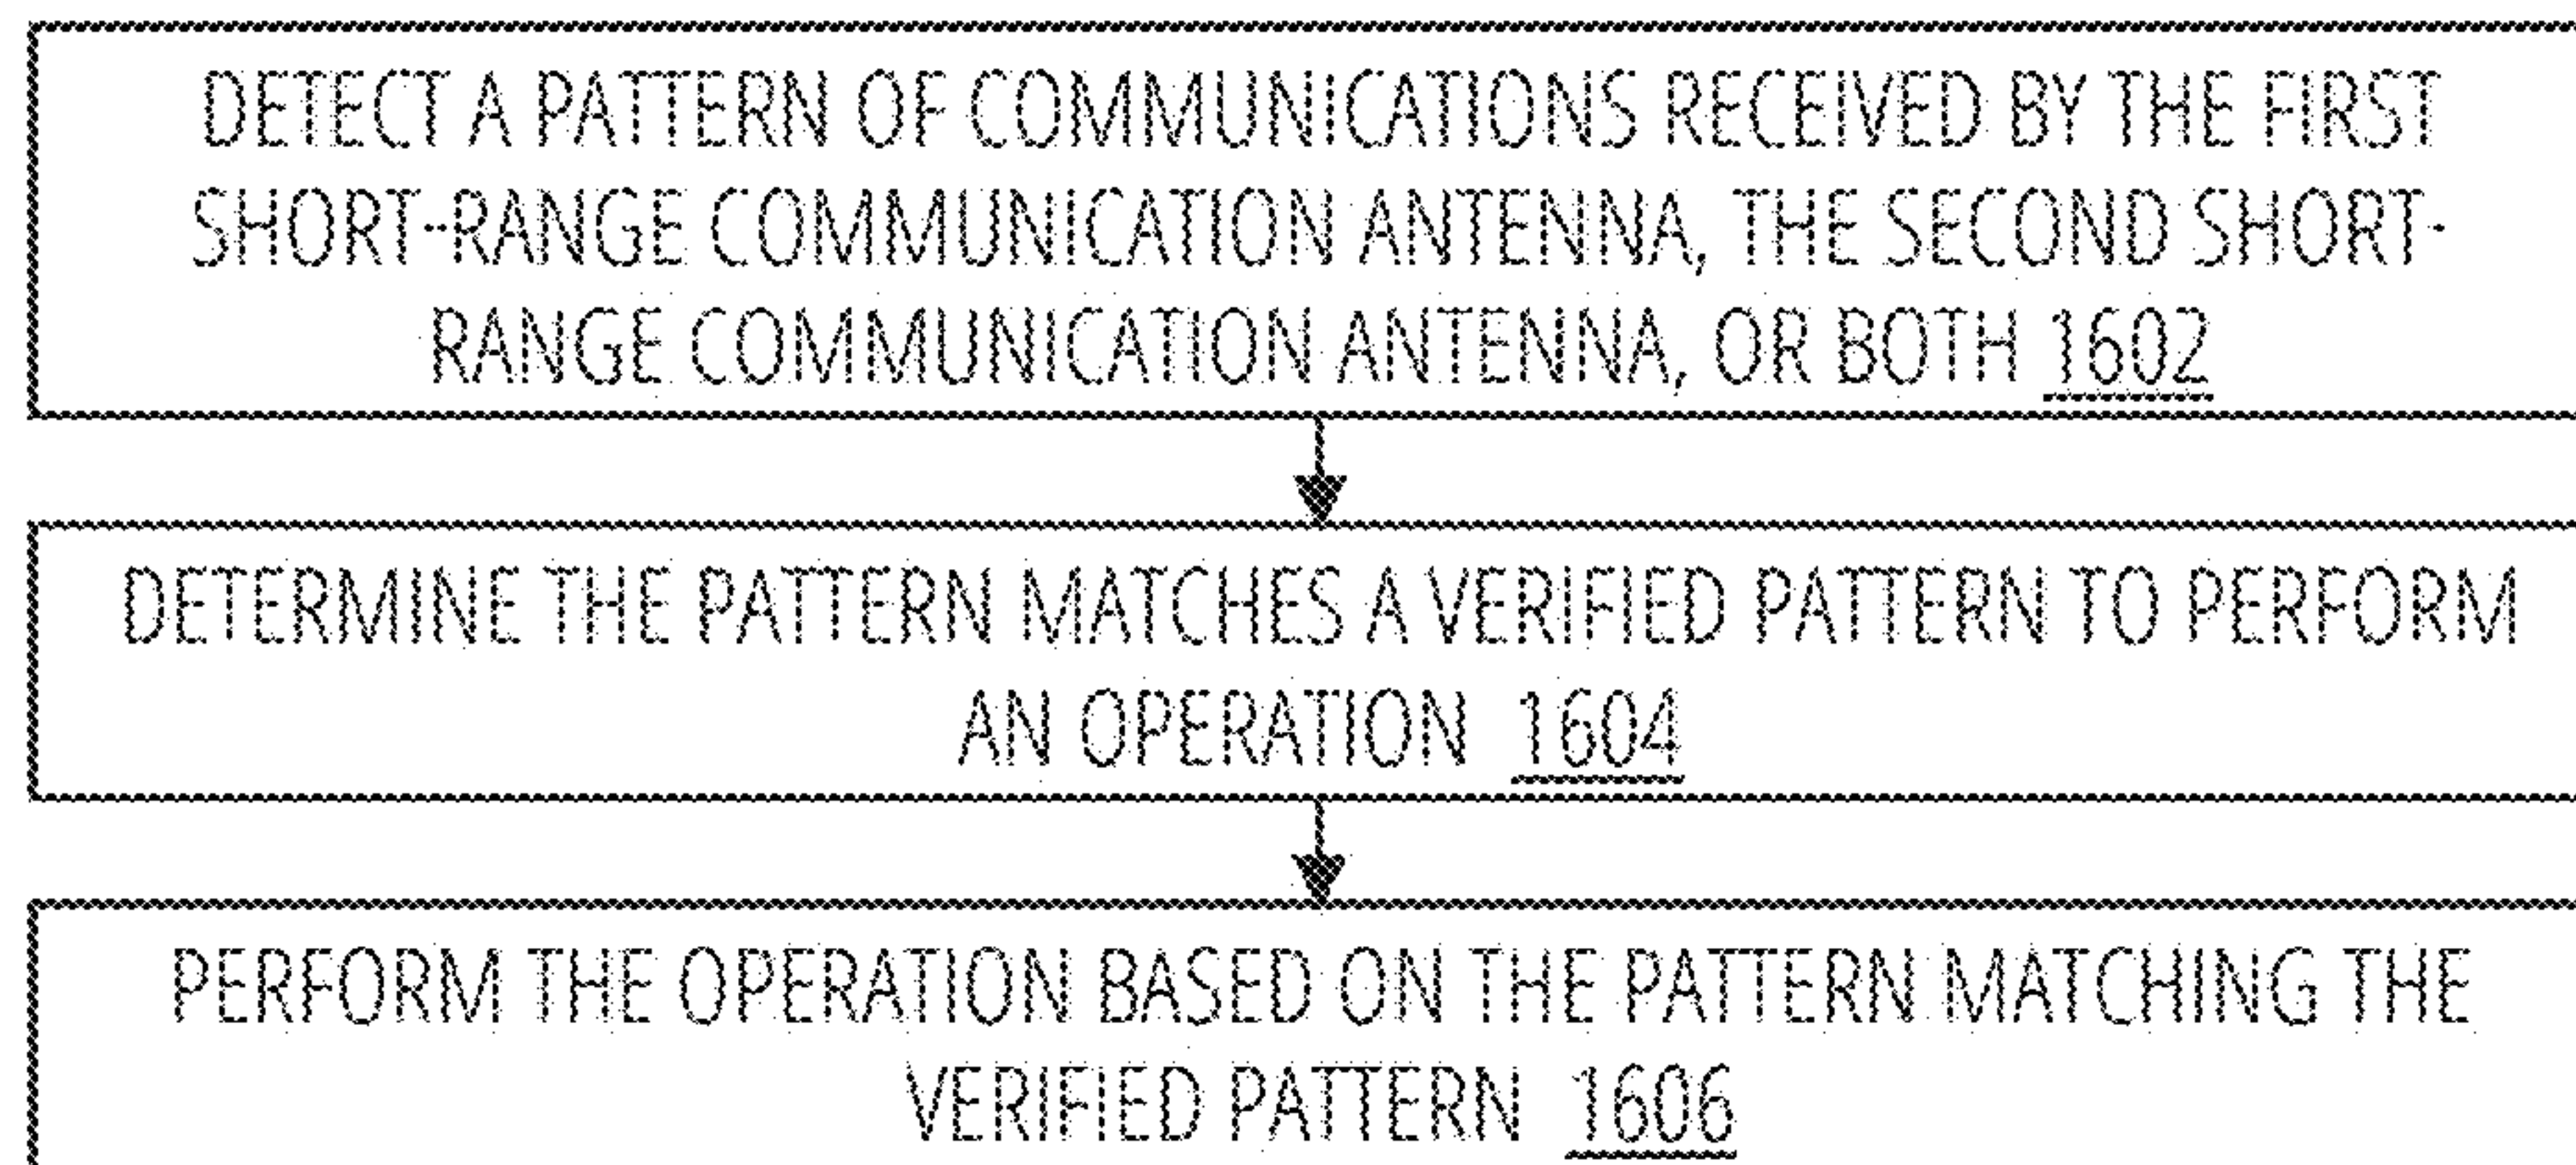 DETECT A PATTERN OF COMMUNICATIONS RECEIVED BY THE FIRST
SHORT-RANGE COMMUNICATION ANTENNA, THE SECOND SHORT-
RANGE COMMUNICATION ANTENNA, OR BOTH 1602
DETERMINE THE PATTERN MATCHES A VERIFIED PATTERN TO PERFORM
AN OPERATION 1604
PERFORM THE OPERATION BASED ON THE PATTERN MATCHING THE
VERIFIED PATTERN 1606